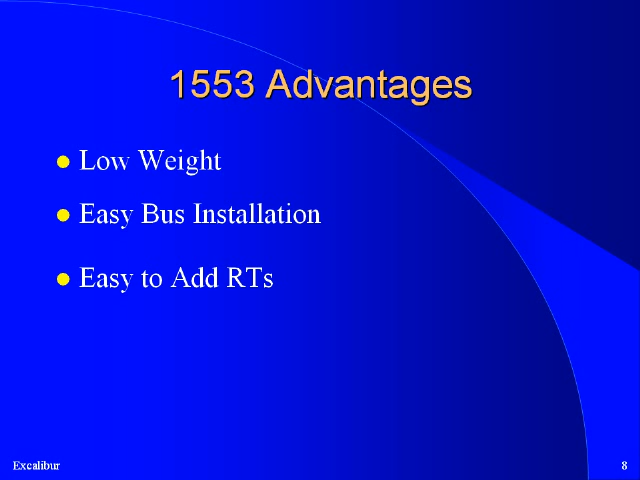 1553 Advantages
Low Weight
Easy Bus Installation
Easy to Add RTs
Excalibur
8